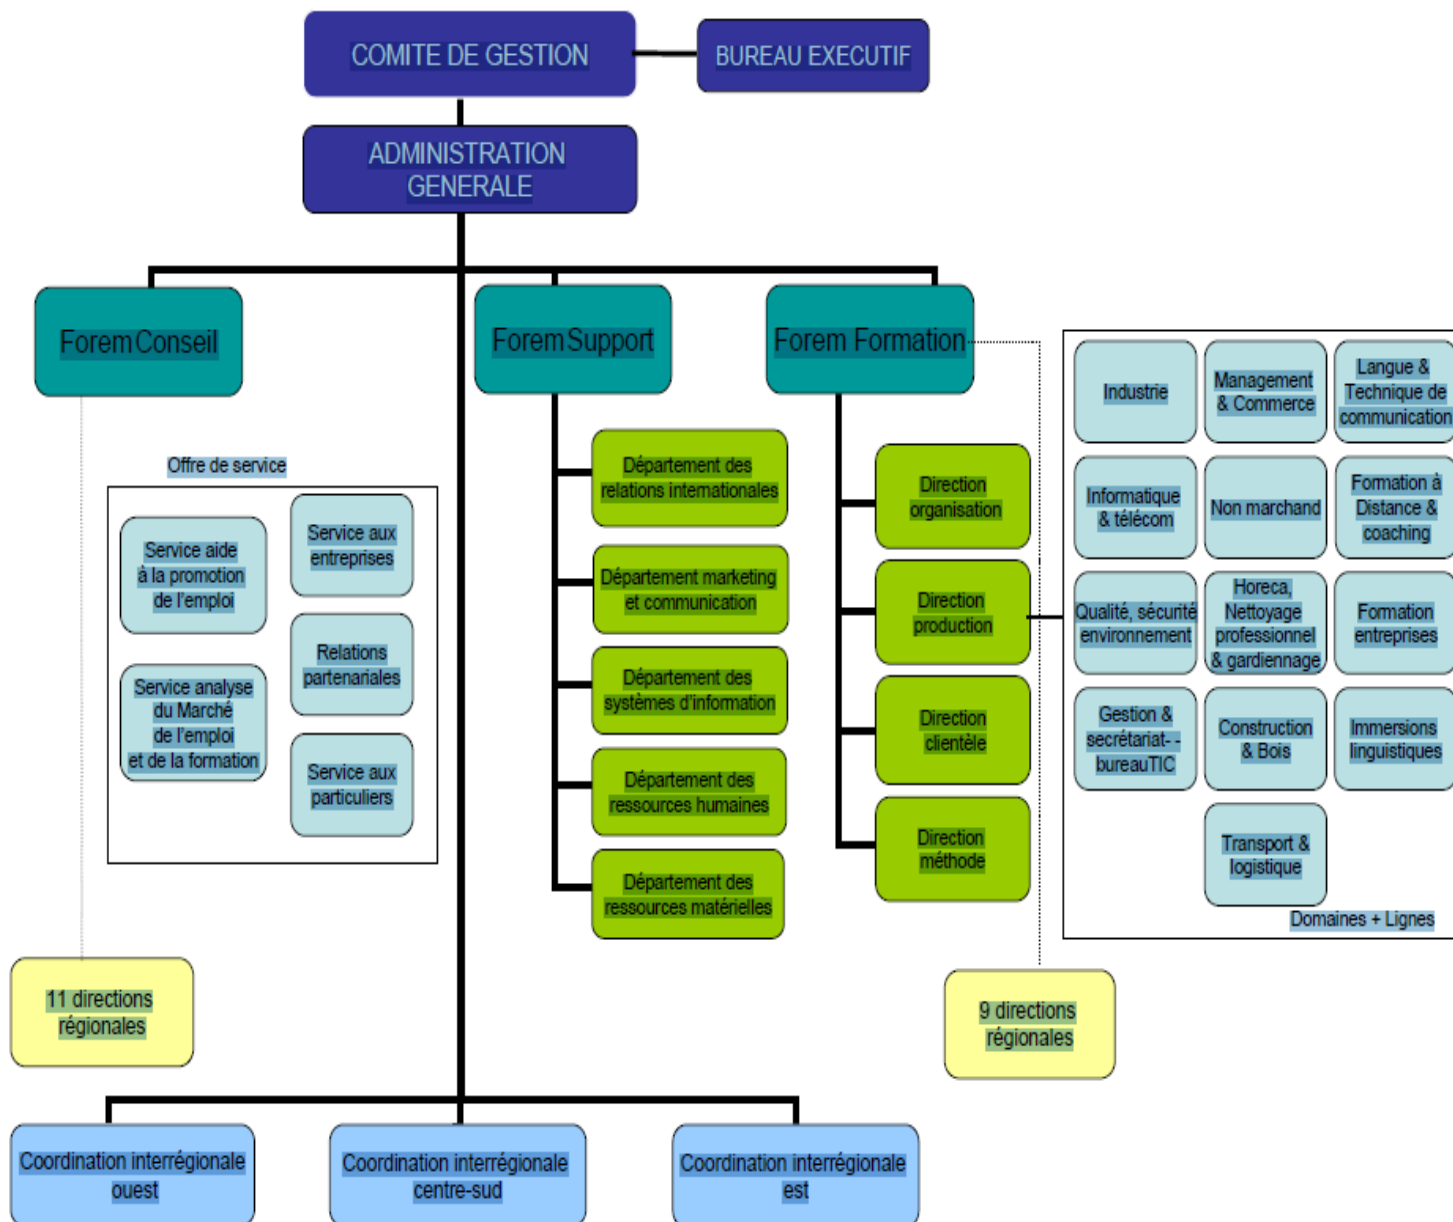 COMITE DE GESTION
BUREAU EXECUTIF
ADMINISTRATION
GENERALE
Forem Conseil
Forem Support
Forem Formation
Offre de service
Service aide
à la promotion
de l'emploi
Service analyse
du Marché
de l'emploi
et de la formation
Service aux
entreprises
Relations
partenariales
Service aux
particuliers
Département des
relations internationales
Département marketing
et communication
Département des
systèmes d'information
Département des
ressources humaines
Département des
ressources matérielles
Direction
organisation
Direction
production
Direction
clientèle
Direction
méthode
Industrie
Management
& Commerce
Langue &
Technique de
communication
Informatique
& télécom
Non marchand
Formation à
Distance &
coaching
Qualité, sécurité
environnement
Horeca,
Nettoyage
professionnel
& gardiennage
Formation
entreprises
Gestion &
secrétariat- -
bureauTIC
Construction
& Bois
Immersions
linguistiques
Transport &
logistique
Domaines + Lignes
11 directions
régionales
9 directions
régionales
Coordination interrégionale
ouest
Coordination interrégionale
centre-sud
Coordination interrégionale
est